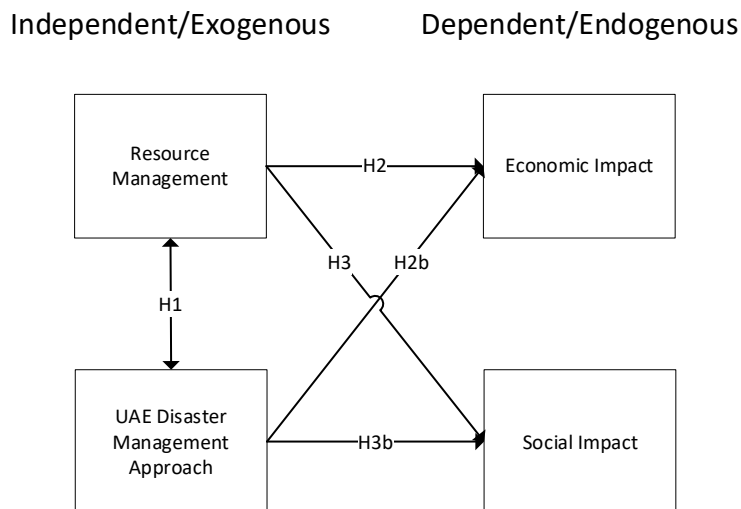 Independent/Exogenous
Dependent/Endogenous
Resource
Management
H2
Economic Impact
H3
H2b
H1
UAE Disaster
Management
Approach
H3b
Social Impact